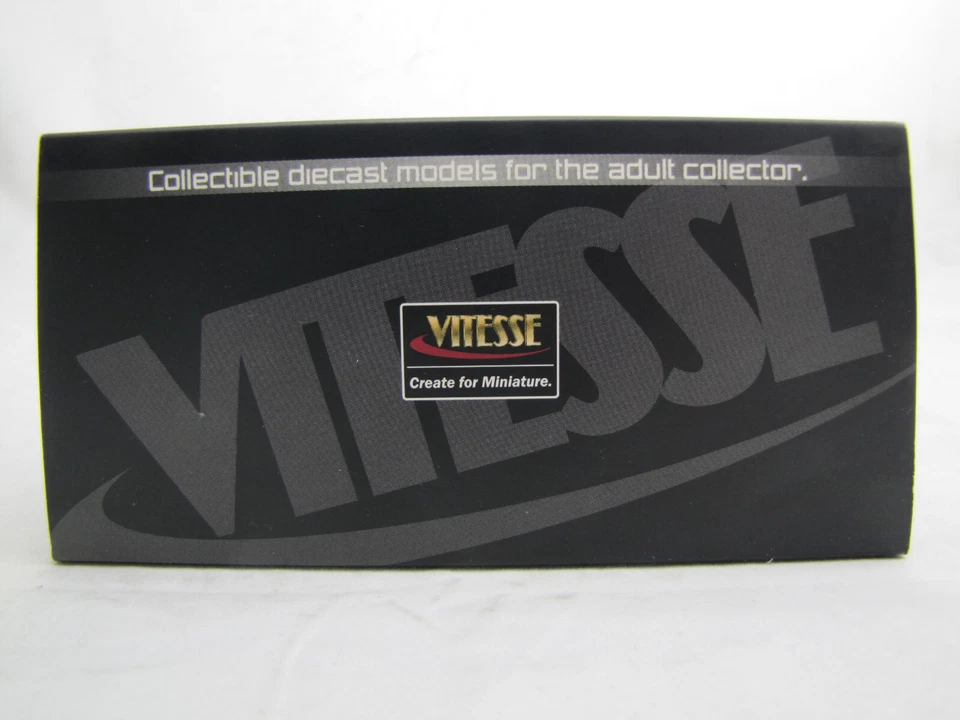 Collectible diecast models for the adult collector.
VITESSE
VITESSE
Create for Miniature.